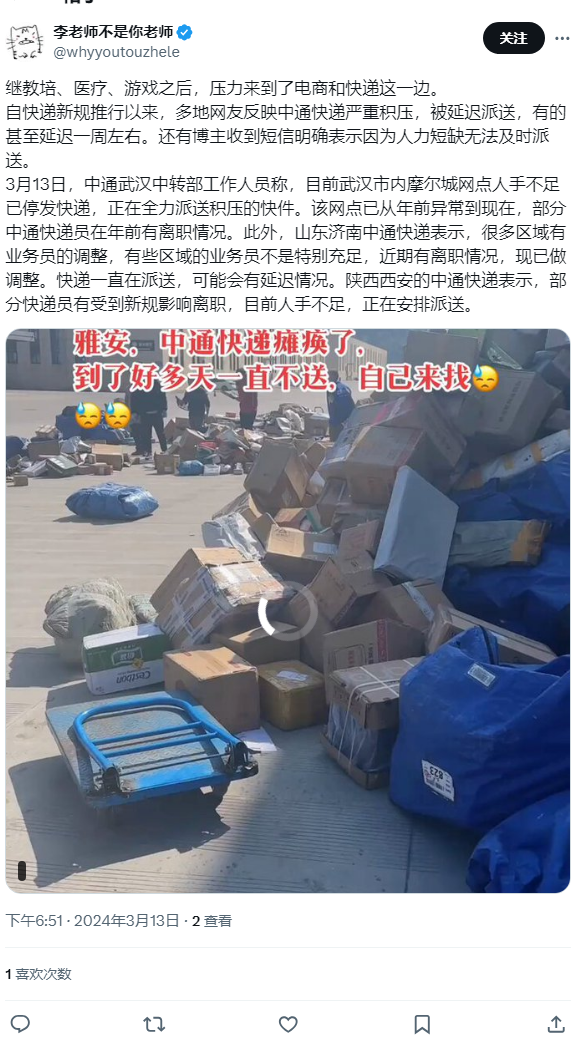 李老师不是你老师
@whyyoutouzhele
关注
继教培、医疗、游戏之后，压力来到了电商和快递这一边。
自快递新规推行以来，多地网友反映中通快递严重积压，被延迟派送，有的
甚至延迟一周左右。还有博主收到短信明确表示因为人力短缺无法及时派
送。
3月13日，中通武汉中转部工作人员称，目前武汉市内摩尔城网点人手不足
已停发快递，正在全力派送积压的快件。该网点已从年前异常到现在，部分
中通快递员在年前有离职情况。此外，山东济南中通快递表示，很多区域有
业务员的调整，有些区域的业务员不是特别充足，近期有离职情况，现已做
调整。快递一直在派送，可能会有延迟情况。陕西西安的中通快递表示，部
分快递员有受到新规影响离职，目前人手不足，正在安排派送。
雅安，中通快递瘫痪了，
到了好多天一直不送，自己来找😓
😓😓
Cestbon
EZ0
下午6:51 · 2024年3月13日 · 2 查看
1 喜欢次数